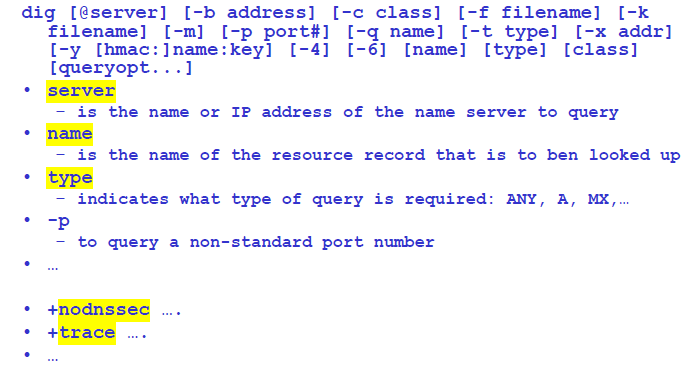 dig [@server] [-b address] [-c class] [-f filename] [-k
filename] [-m] [-p port#] [-q name] [-t type] [-x addr]
[-y [hmac:]name:key] [-4] [-6] [name] [type] [class]
[queryopt...]
• server
– is the name or IP address of the name server to query
• name
– is the name of the resource record that is to ben looked up
• type
– indicates what type of query is required: ANY, A, MX,…
• -p
– to query a non-standard port number
• …
• +nodnssec ….
• +trace ….
• …